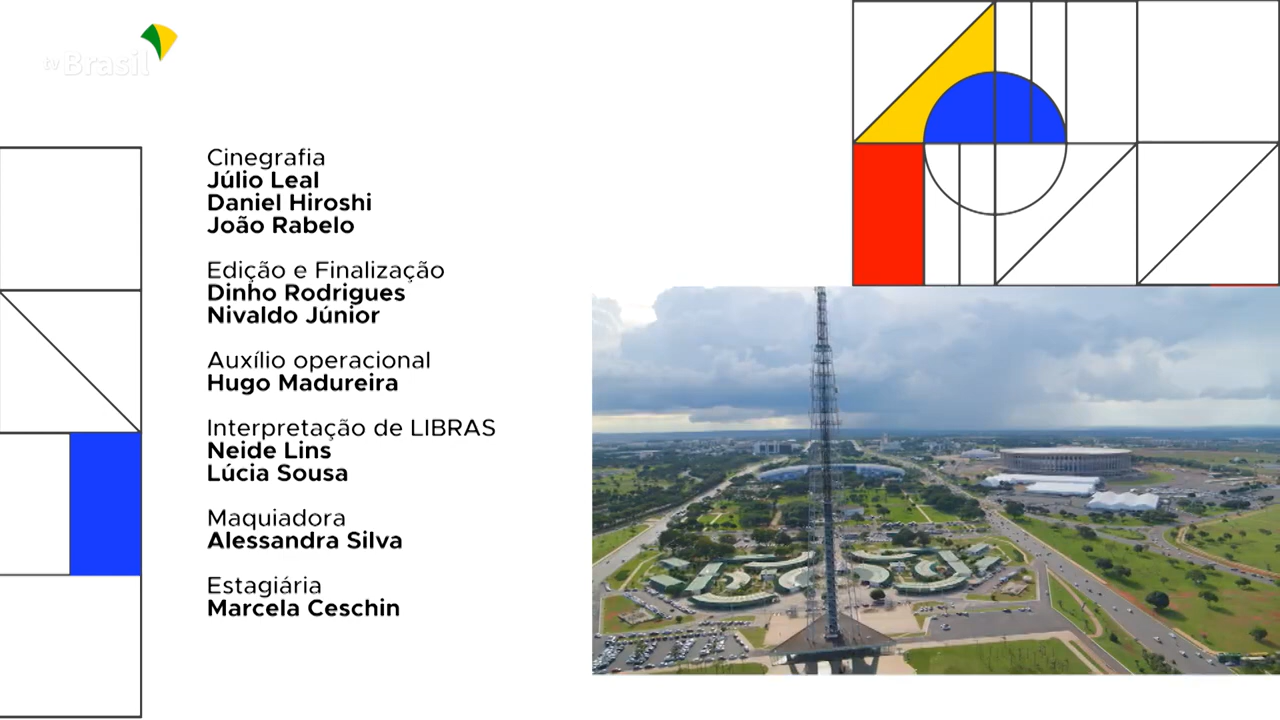 tv Brasil
Cinegrafia
Júlio Leal
Daniel Hiroshi
João Rabelo
Edição e Finalização
Dinho Rodrigues
Nivaldo Júnior
Auxílio operacional
Hugo Madureira
Interpretação de LIBRAS
Neide Lins
Lúcia Sousa
Maquiadora
Alessandra Silva
Estagiária
Marcela Ceschin